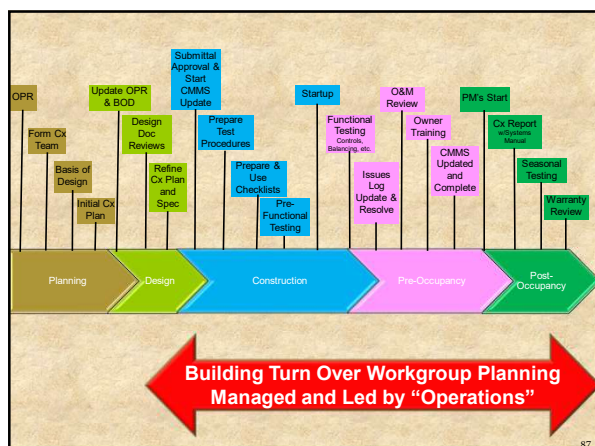 OPR
Form Cx
Team
Basis of
Design
Initial Cx
Plan
Update OPR
& BOD
Design
Doc
Reviews
Refine
Cx Plan
and
Spec
Submittal
Approval &
Start
CMMS
Update
Prepare
Test
Procedures
Prepare &
Use
Checklists
Pre-
Functional
Testing
Startup
Functional
Testing
Controls,
Balancing, etc.
Issues
Log
Update &
Resolve
O&M
Review
Owner
Training
CMMS
Updated
and
Complete
PM's Start
Cx Report
w/Systems
Manual
Seasonal
Testing
Warranty
Review
Planning
Design
Construction
Pre-Occupancy
Post-
Occupancy
Building Turn Over Workgroup Planning
Managed and Led by “Operations”
87